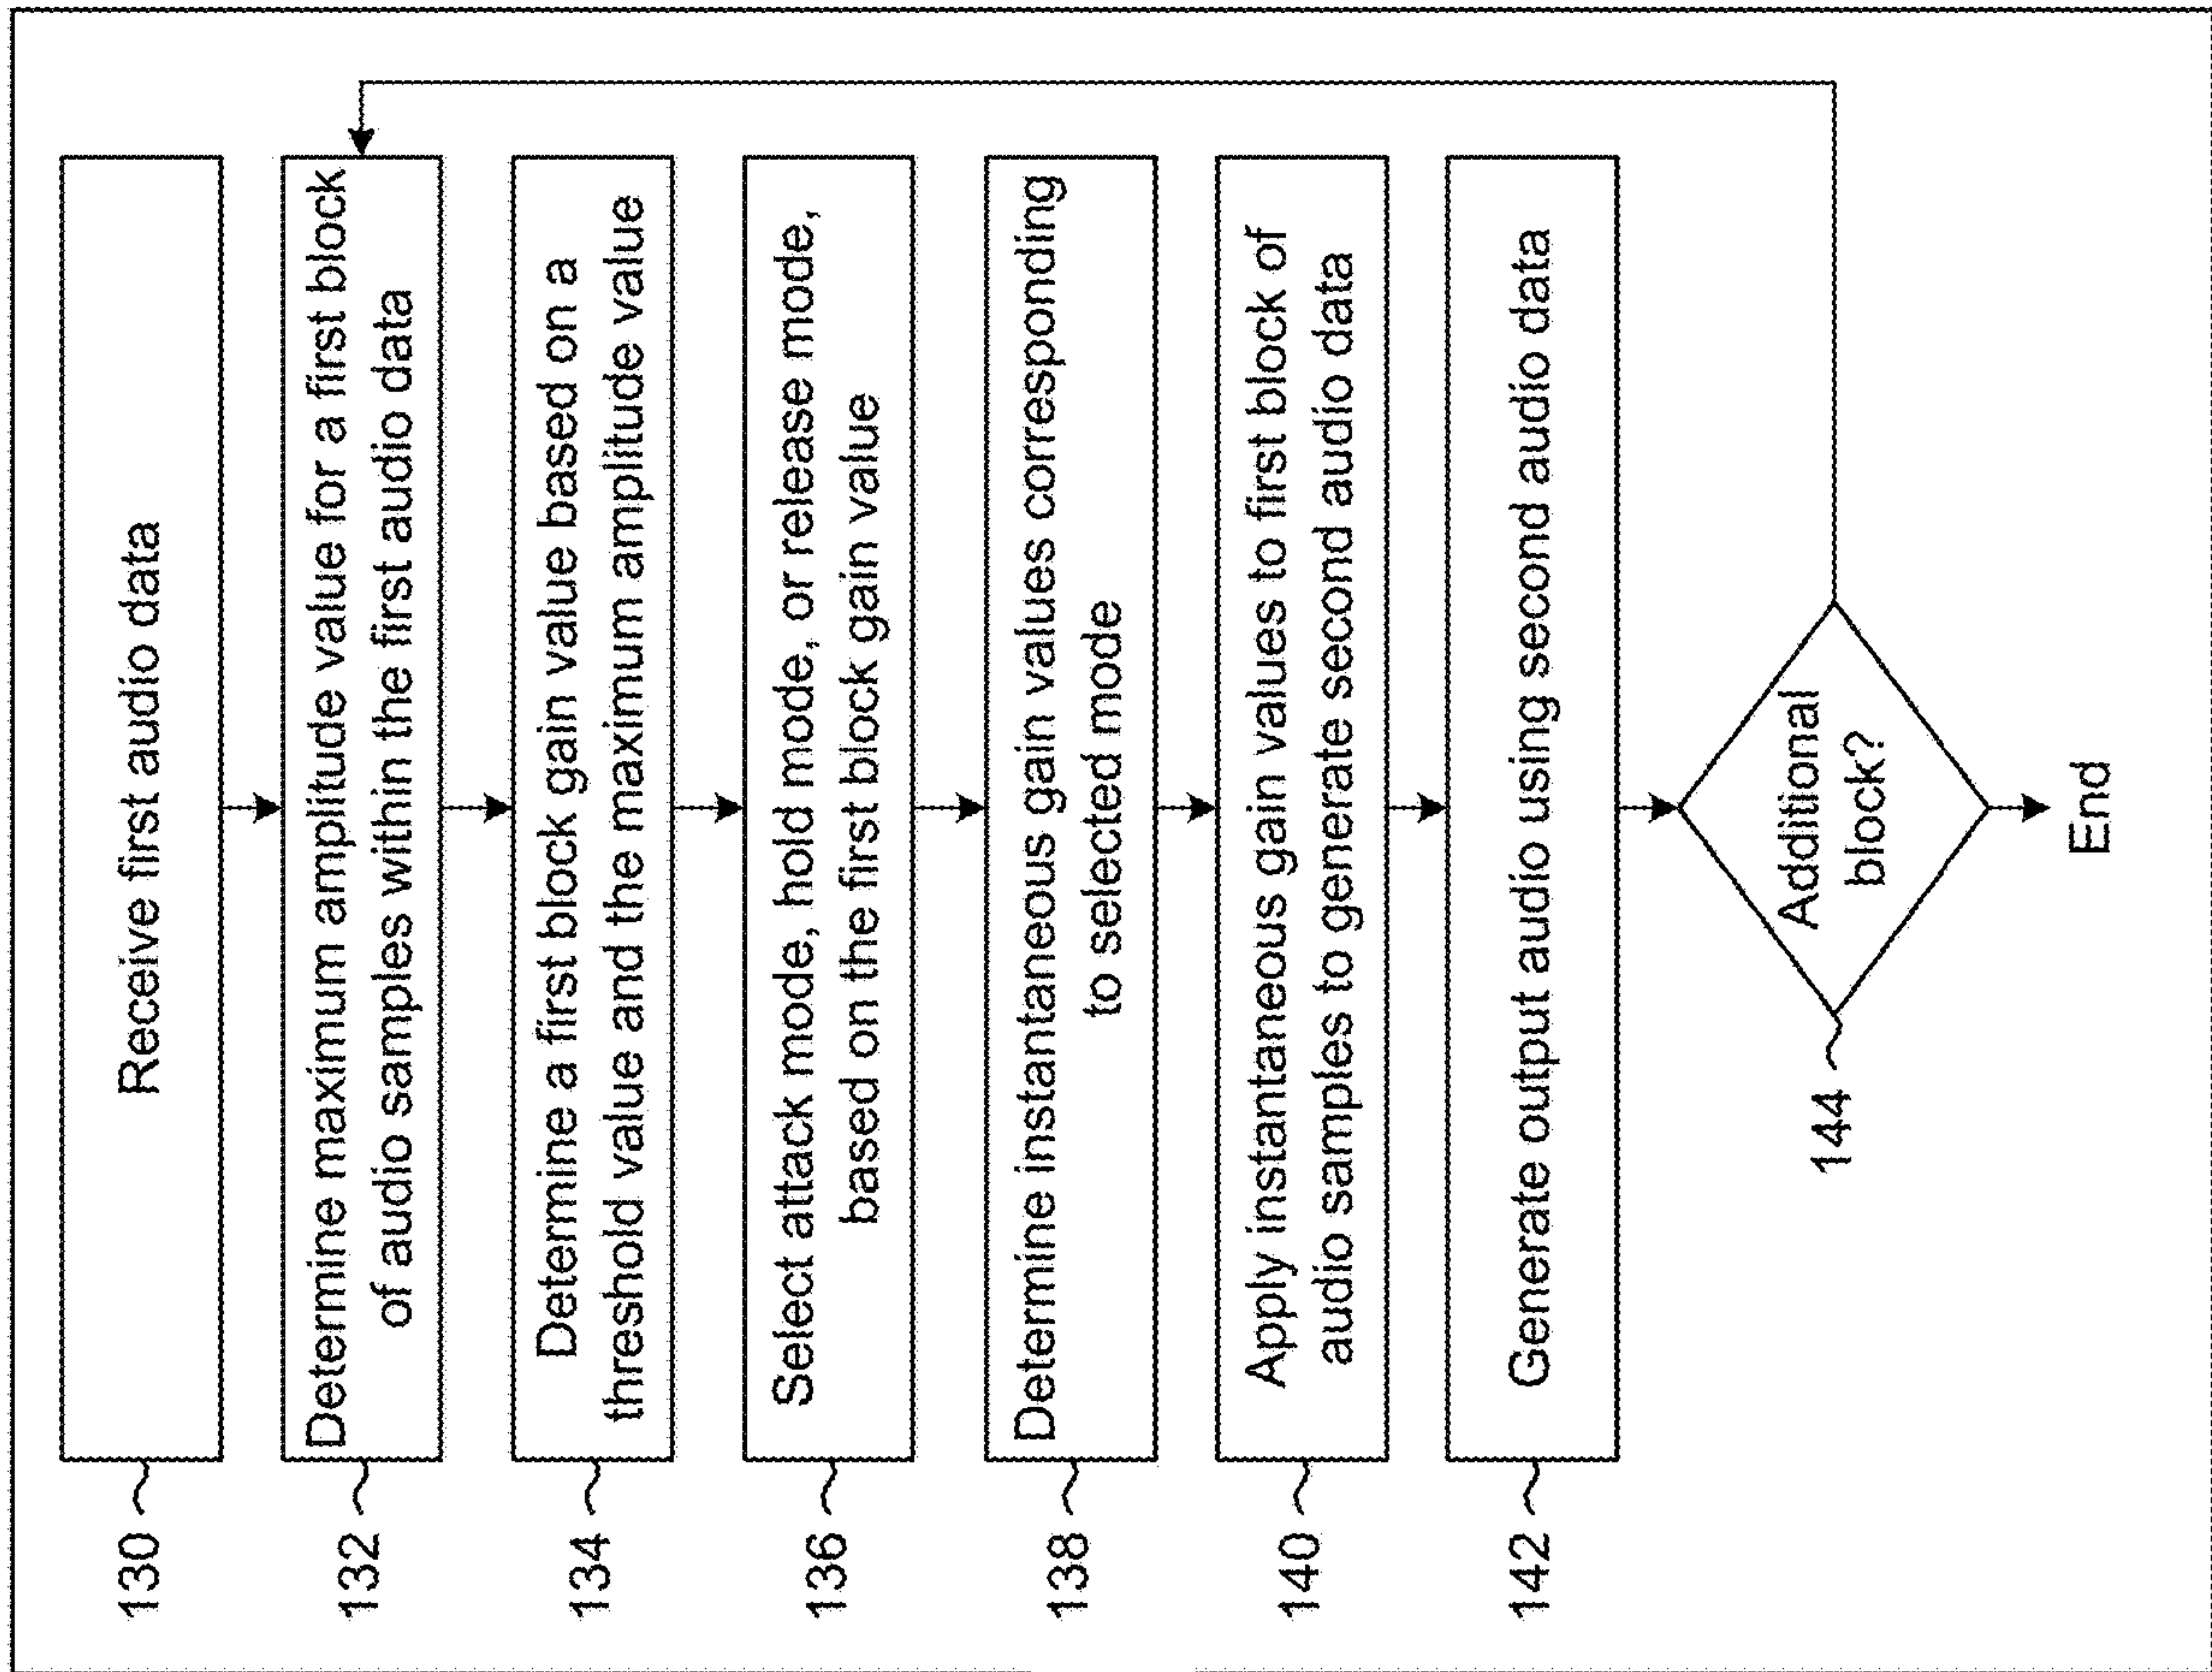 130
Receive first audio data
132
Determine maximum amplitude value for a first block
of audio samples within the first audio data
134
Determine a first block gain value based on a
threshold value and the maximum amplitude value
136
Select attack mode, hold mode, or release mode,
based on the first block gain value
138
Determine instantaneous gain values corresponding
to selected mode
140
Apply instantaneous gain values to first block of
audio samples to generate second audio data
142
Generate output audio using second audio data
144
Additional
block?
End